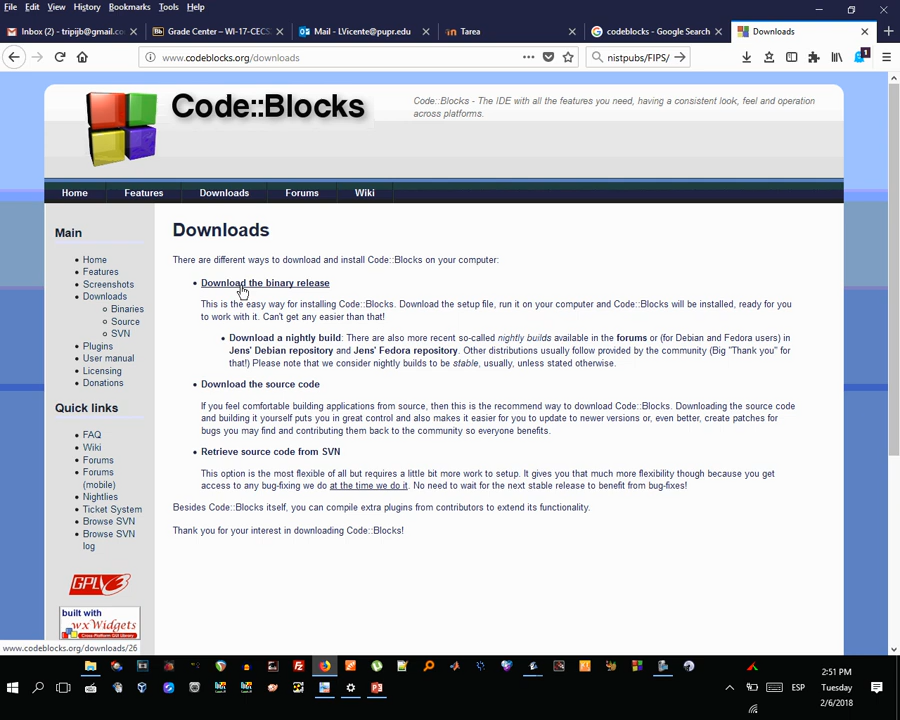 File Edit View History Bookmarks Tools Help
Inbox (2) - tripijb@gmail.c
Grade Center – WI-17-CECS
Mail - LVicente@pupr.edu
Tarea
codeblocks - Google Search
Downloads
www.codeblocks.org/downloads
nistpubs/FIPS/
1
Code::Blocks
Code::Blocks - The IDE with all the features you need, having a consistent look, feel and operation
across platforms.
Home Features Downloads Forums Wiki
Main
Home
Features
Screenshots
Downloads
Binaries
Source
SVN
Plugins
User manual
Licensing
Donations
Quick links
FAQ
Wiki
Forums
Forums
(mobile)
Nightlies
Ticket System
Browse SVN
Browse SVN
log
GPLv3
built with
wxWidgets
Cross-Platform GUI Library
Downloads
There are different ways to download and install Code::Blocks on your computer:
Download the binary release
This is the easy way for installing Code::Blocks. Download the setup file, run it on your computer and Code::Blocks will be installed, ready for you
to work with it. Can't get any easier than that!
Download a nightly build: There are also more recent so-called nightly builds available in the forums or (for Debian and Fedora users) in
Jens' Debian repository and Jens' Fedora repository. Other distributions usually follow provided by the community (Big "Thank you" for
that!) Please note that we consider nightly builds to be stable, usually, unless stated otherwise.
Download the source code
If you feel comfortable building applications from source, then this is the recommend way to download Code::Blocks. Downloading the source code
and building it yourself puts you in great control and also makes it easier for you to update to newer versions or, even better, create patches for
bugs you may find and contributing them back to the community so everyone benefits.
Retrieve source code from SVN
This option is the most flexible of all but requires a little bit more work to setup. It gives you that much more flexibility though because you get
access to any bug-fixing we do at the time we do it. No need to wait for the next stable release to benefit from bug-fixes!
Besides Code::Blocks itself, you can compile extra plugins from contributors to extend its functionality.
Thank you for your interest in downloading Code::Blocks!
www.codeblocks.org/downloads/26
ESP
2:51 PM
Tuesday
2/6/2018